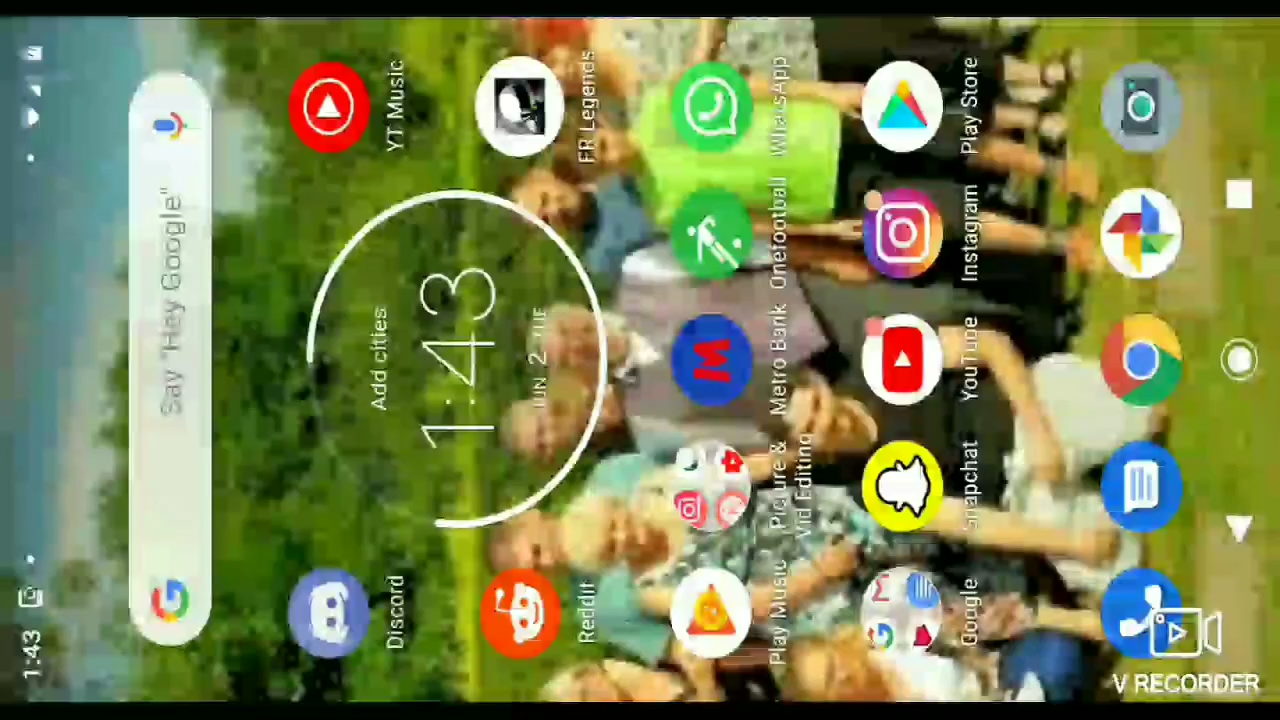 1:43
Say "Hey Google"
Add cities
1:43
JUN 2 TUE
Discord
YT Music
Reddit
FR Legends
Play Music
Picture &
Vid Editing
Metro Bank
Onefootball
WhatsApp
Google
Snapchat
YouTube
Instagram
Play Store
V RECORDER